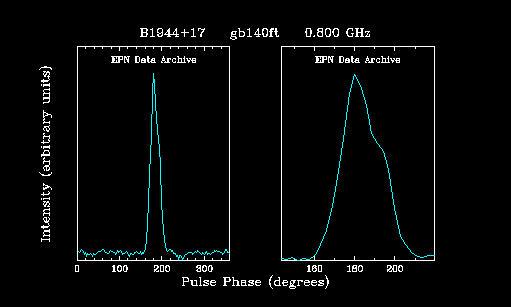 B1944+17 gb140ft 0.800 GHz
EPN Data Archive EPN Data Archive
Intensity (arbitrary units)
0 100 200 300 160 180 200
Pulse Phase (degrees)